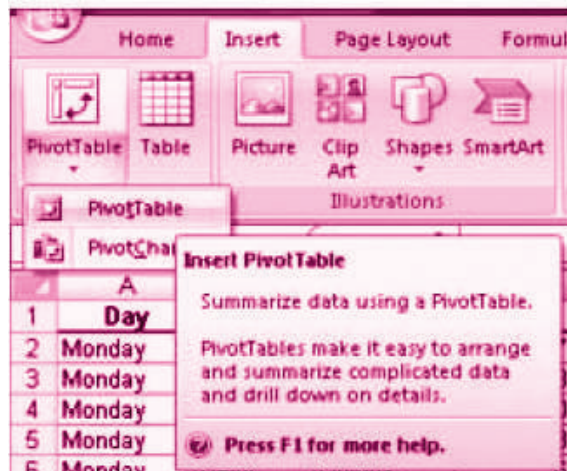 Home Insert Page Layout Formul
PivotTable Table Picture Clip Art Shapes SmartArt
Illustrations
PivotTable
PivotChar
Insert PivotTable
A
Summarize data using a PivotTable.
1 Day
2 Monday
PivotTables make it easy to arrange
3 Monday
and summarize complicated data
4 Monday
and drill down on details.
5 Monday
Press F1 for more help.
6 Monday